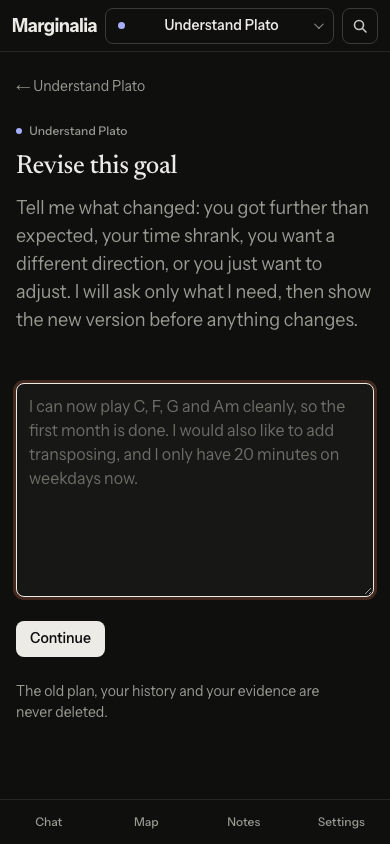 Marginalia
Understand Plato
← Understand Plato
Understand Plato
Revise this goal
Tell me what changed: you got further than
expected, your time shrank, you want a
different direction, or you just want to
adjust. I will ask only what I need, then show
the new version before anything changes.
I can now play C, F, G and Am cleanly, so the
first month is done. I would also like to add
transposing, and I only have 20 minutes on
weekdays now.
Continue
The old plan, your history and your evidence are
never deleted.
Chat
Map
Notes
Settings